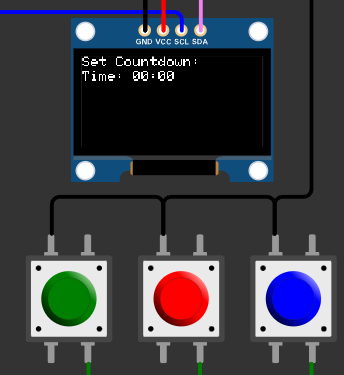 GND VCC SCL SDA
Set Countdown:
Time: 00:00